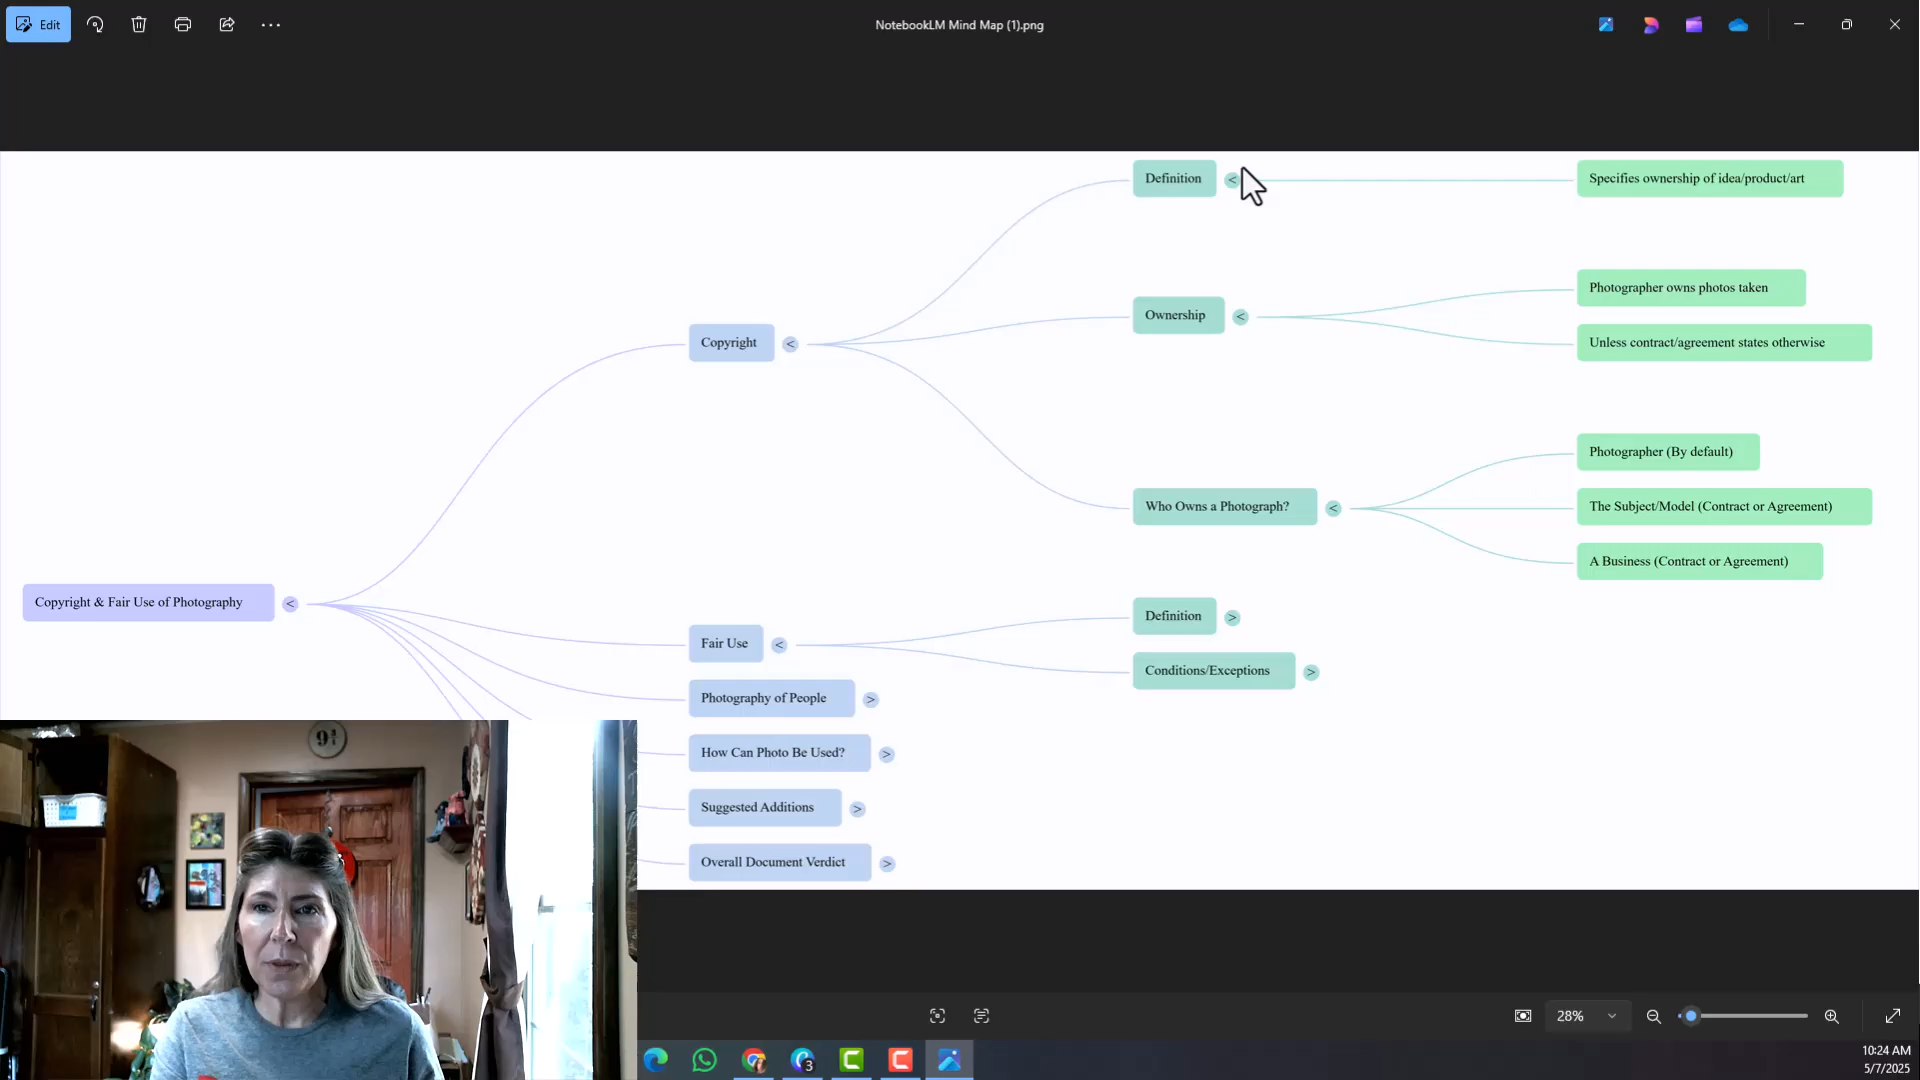 Edit
NotebookLM Mind Map (1).png
Definition
<
Specifies ownership of idea/product/art
Photographer owns photos taken
Ownership
<
Unless contract/agreement states otherwise
Copyright
<
Photographer (By default)
Who Owns a Photograph?
<
The Subject/Model (Contract or Agreement)
A Business (Contract or Agreement)
Copyright & Fair Use of Photography
<
Definition
>
Fair Use
<
Conditions/Exceptions
>
Photography of People
>
How Can Photo Be Used?
>
Suggested Additions
>
Overall Document Verdict
>
28%
3
10:24 AM
5/7/2025